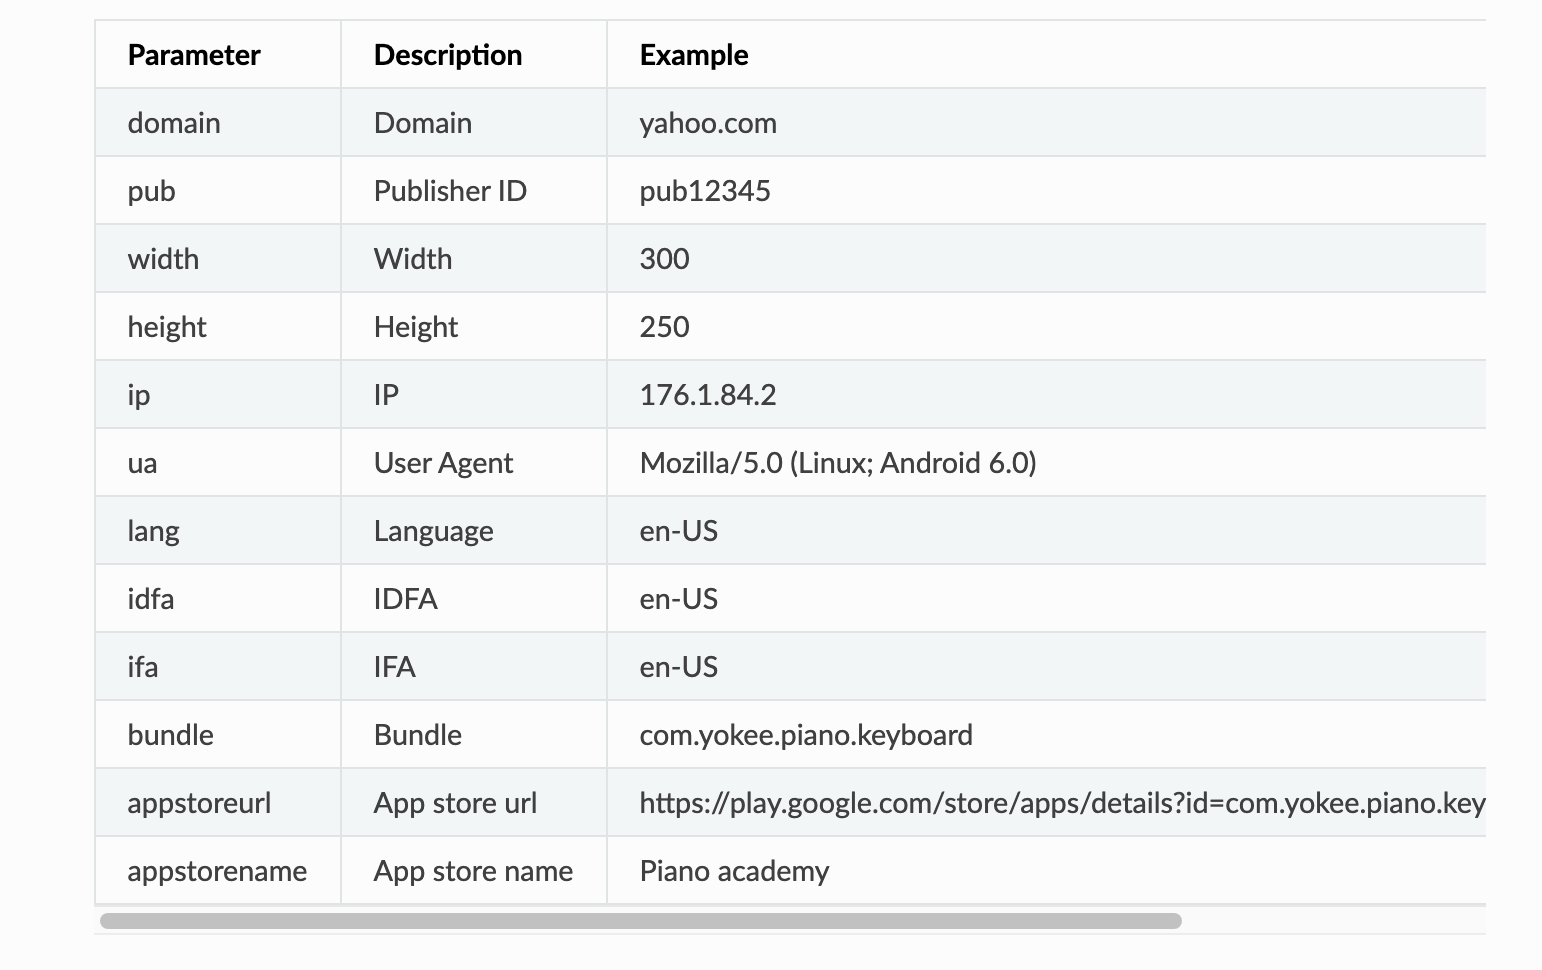 Parameter Description Example
domain Domain yahoo.com
pub Publisher ID pub12345
width Width 300
height Height 250
ip IP 176.1.84.2
ua User Agent Mozilla/5.0 (Linux; Android 6.0)
lang Language en-US
idfa IDFA en-US
ifa IFA en-US
bundle Bundle com.yokee.piano.keyboard
appstoreurl App store url https://play.google.com/store/apps/details?id=com.yokee.piano.key
appstorename App store name Piano academy